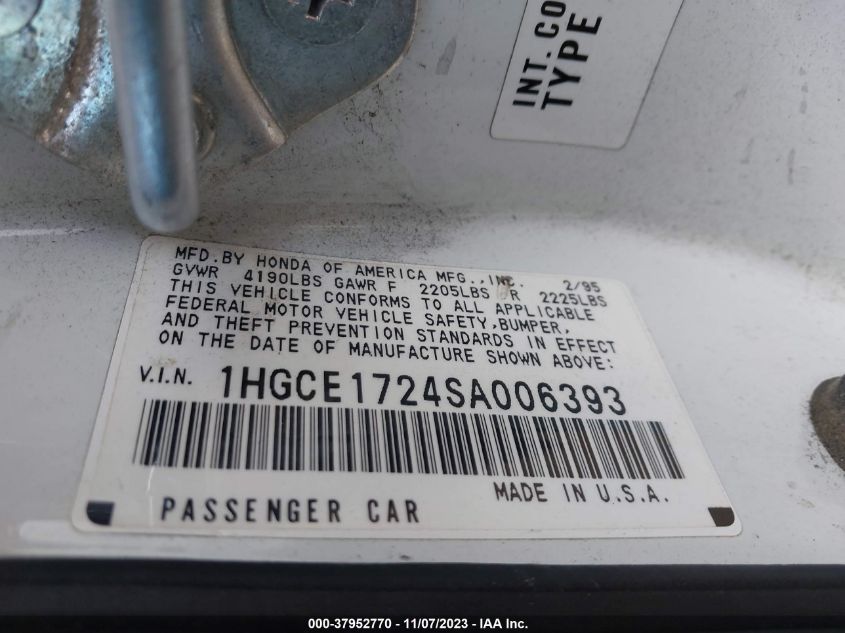 INT. CO
TYPE
MFD.BY HONDA OF AMERICA MFG.,INC. 2/95
GVWR 4190LBS GAWR F 2205LBS R 2225LBS
THIS VEHICLE CONFORMS TO ALL APPLICABLE
FEDERAL MOTOR VEHICLE SAFETY,BUMPER,
AND THEFT PREVENTION STANDARDS IN EFFECT
ON THE DATE OF MANUFACTURE SHOWN ABOVE:
V.I.N. 1HGCE1724SA006393
MADE IN U.S.A.
PASSENGER CAR
000-37952770 - 11/07/2023 - IAA Inc.